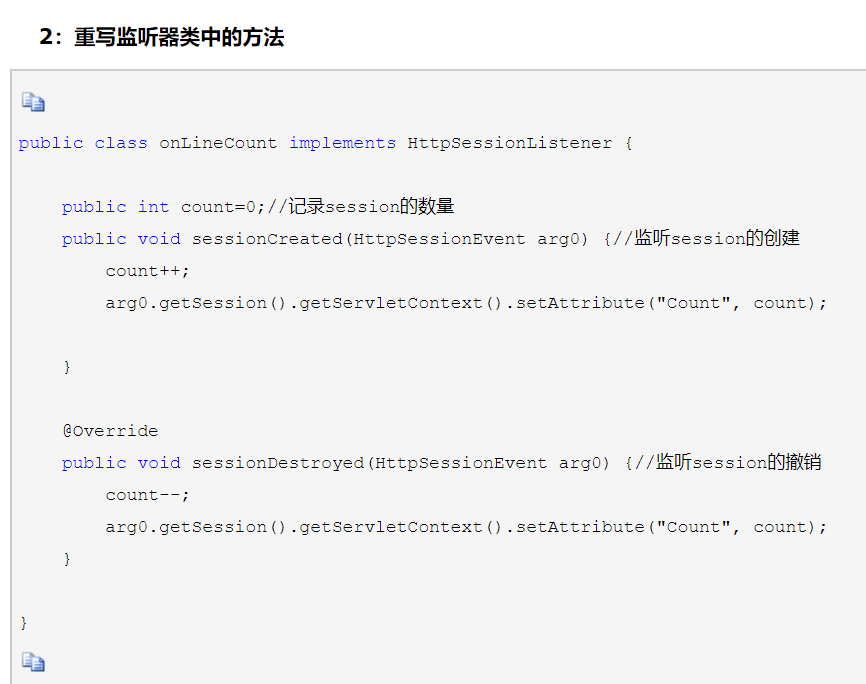 2：重写监听器类中的方法
public class onLineCount implements HttpSessionListener {
    public int count=0;//记录session的数量
    public void sessionCreated(HttpSessionEvent arg0) {//监听session的创建
        count++;
        arg0.getSession().getServletContext().setAttribute("Count", count);
    }
    @Override
    public void sessionDestroyed(HttpSessionEvent arg0) {//监听session的撤销
        count--;
        arg0.getSession().getServletContext().setAttribute("Count", count);
    }
}